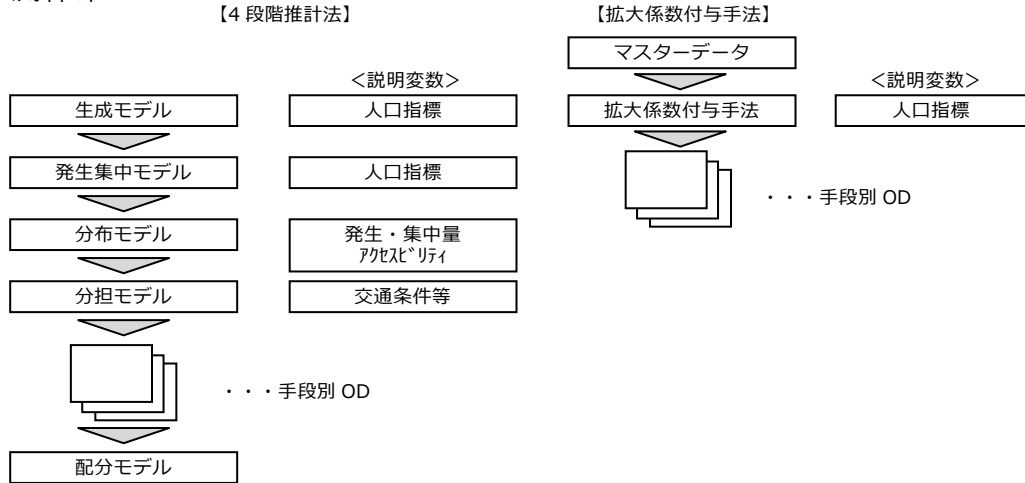 【4 段階推計法】
＜説明変数＞
生成モデル
人口指標
発生集中モデル
人口指標
分布モデル
発生・集中量
ｱｸｾｽﾋﾞﾘﾃｨ
分担モデル
交通条件等
・・・手段別 OD
配分モデル
【拡大係数付与手法】
マスターデータ
＜説明変数＞
拡大係数付与手法
人口指標
・・・手段別 OD